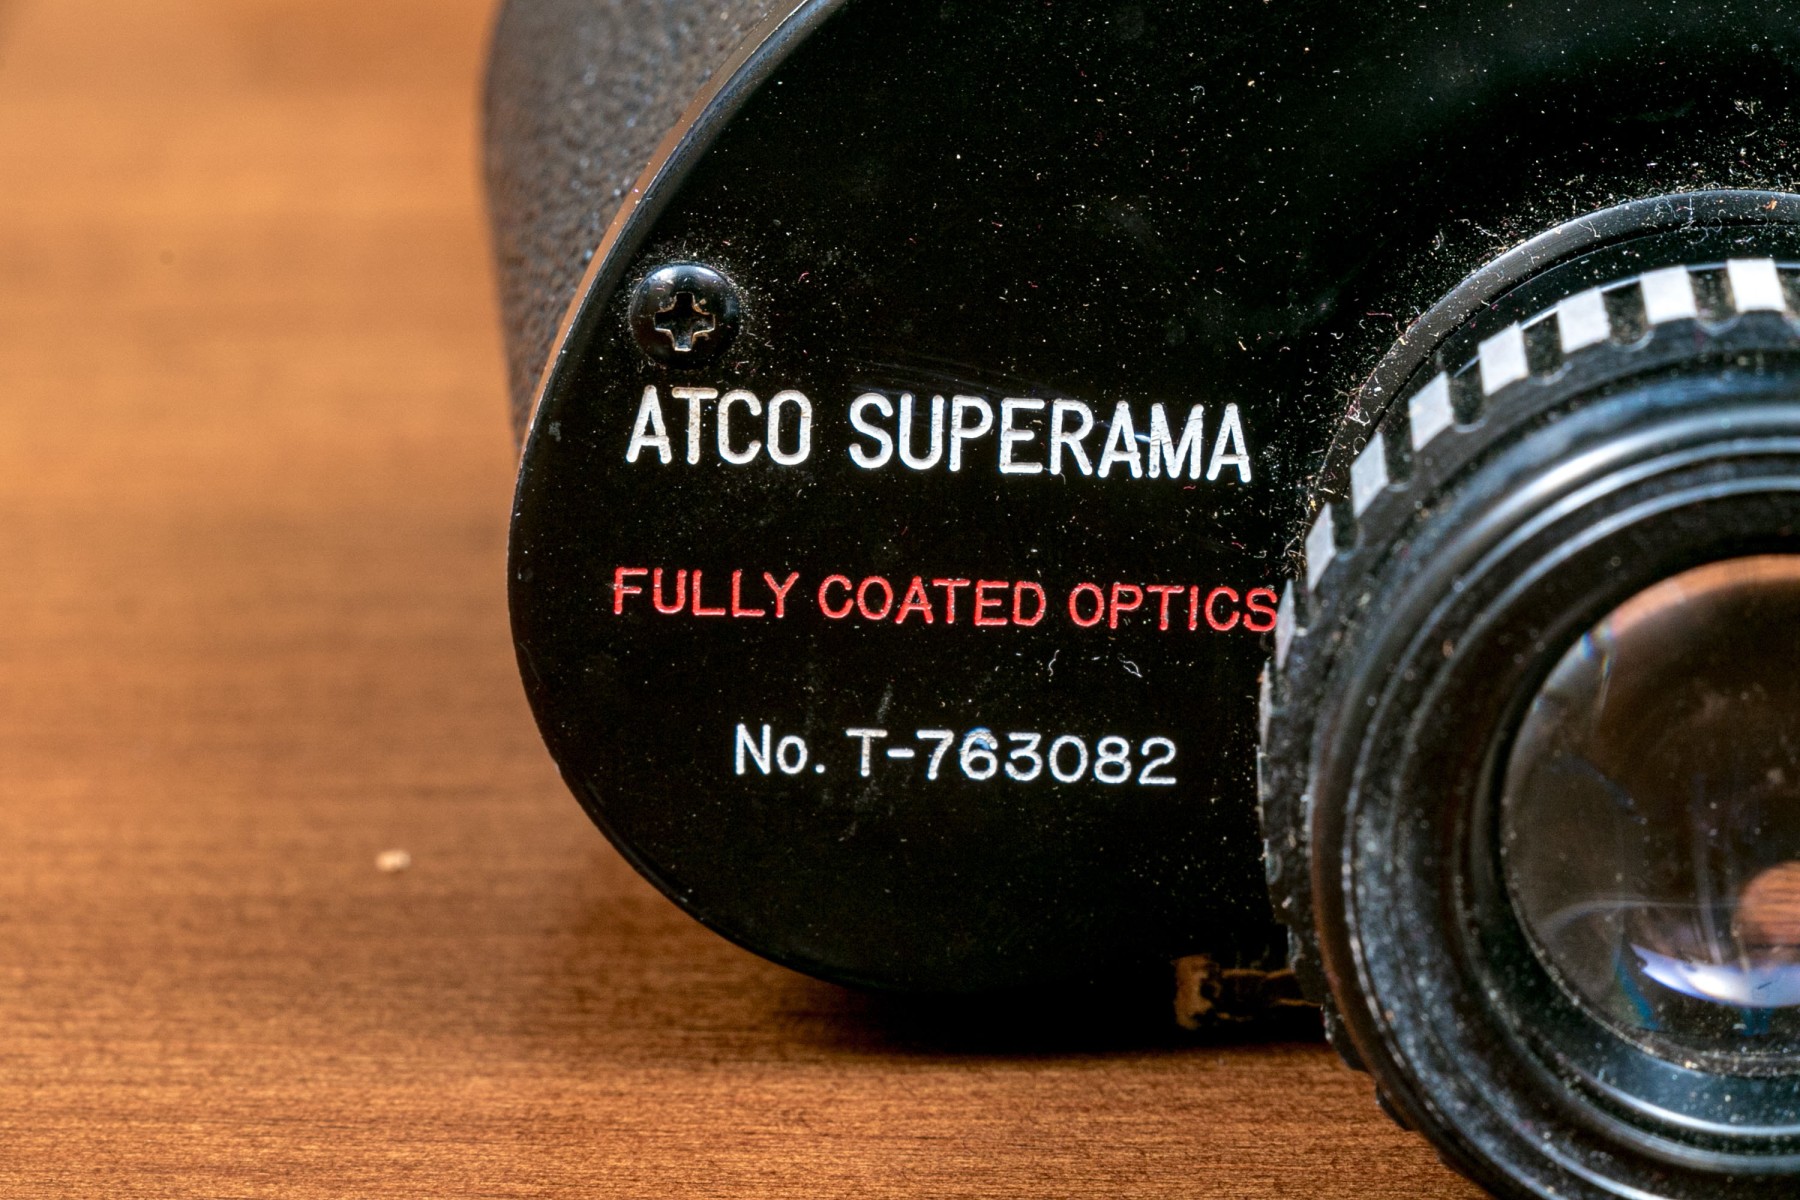 ATCO SUPERAMA
FULLY COATED OPTICS
No. T-763082